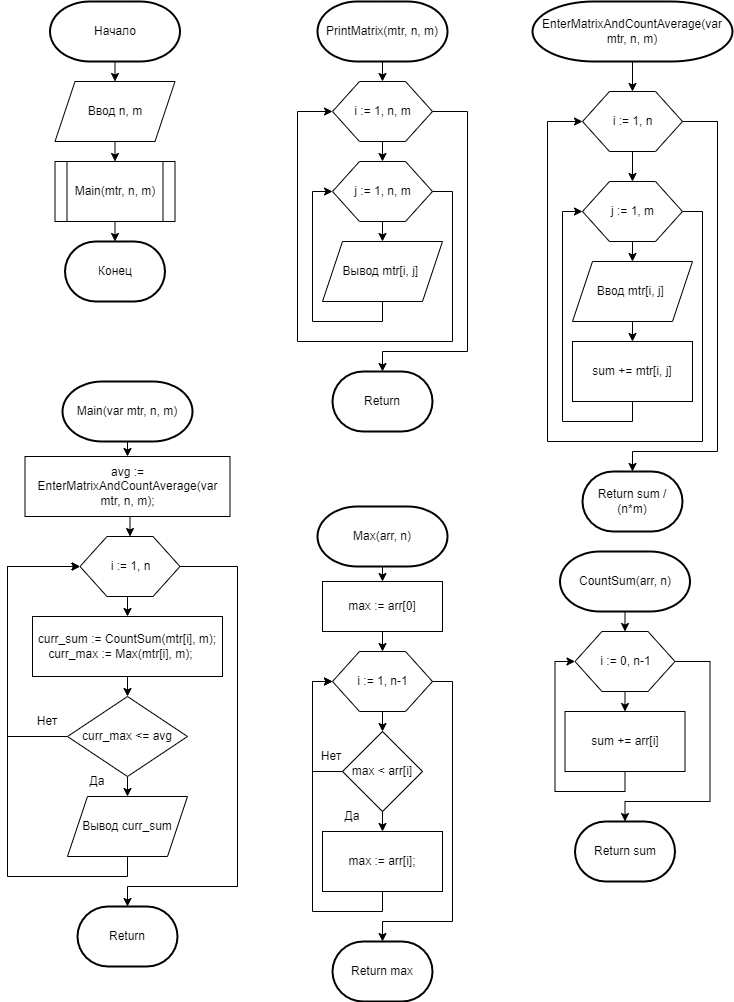 Начало
Ввод n, m
Main(mtr, n, m)
Конец
PrintMatrix(mtr, n, m)
i := 1, n, m
j := 1, n, m
Вывод mtr[i, j]
Return
EnterMatrixAndCountAverage(var
mtr, n, m)
i := 1, n
j := 1, m
Ввод mtr[i, j]
sum += mtr[i, j]
Return sum /
(n*m)
Main(var mtr, n, m)
avg :=
EnterMatrixAndCountAverage(var
mtr, n, m);
i := 1, n
curr_sum := CountSum(mtr[i], m);
curr_max := Max(mtr[i], m);
Нет
curr_max <= avg
Да
Вывод curr_sum
Return
Max(arr, n)
max := arr[0]
i := 1, n-1
Нет
max < arr[i]
Да
max := arr[i];
Return max
CountSum(arr, n)
i := 0, n-1
sum += arr[i]
Return sum